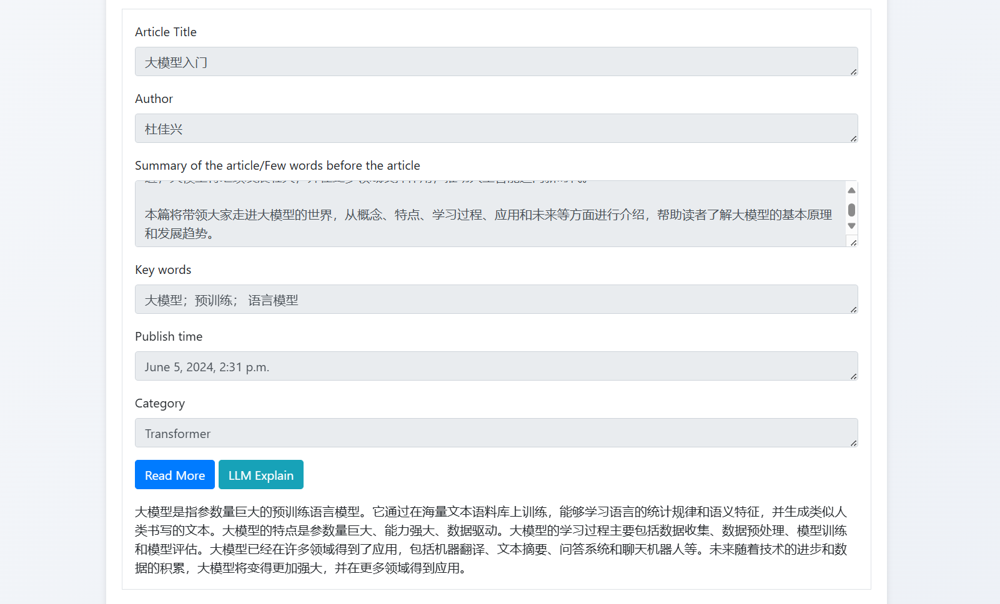 Article Title
大模型入门
Author
杜佳兴
Summary of the article/Few words before the article
本篇将带领大家走进大模型的世界，从概念、特点、学习过程、应用和未来等方面进行介绍，帮助读者了解大模型的基本原理
和发展趋势。
Key words
大模型；预训练； 语言模型
Publish time
June 5, 2024, 2:31 p.m.
Category
Transformer
Read More LLM Explain
大模型是指参数量巨大的预训练语言模型。它通过在海量文本语料库上训练，能够学习语言的统计规律和语义特征，并生成类似人
类书写的文本。大模型的特点是参数量巨大、能力强大、数据驱动。大模型的学习过程主要包括数据收集、数据预处理、模型训练
和模型评估。大模型已经在许多领域得到了应用，包括机器翻译、文本摘要、问答系统和聊天机器人等。未来随着技术的进步和数
据的积累，大模型将变得更加强大，并在更多领域得到应用。